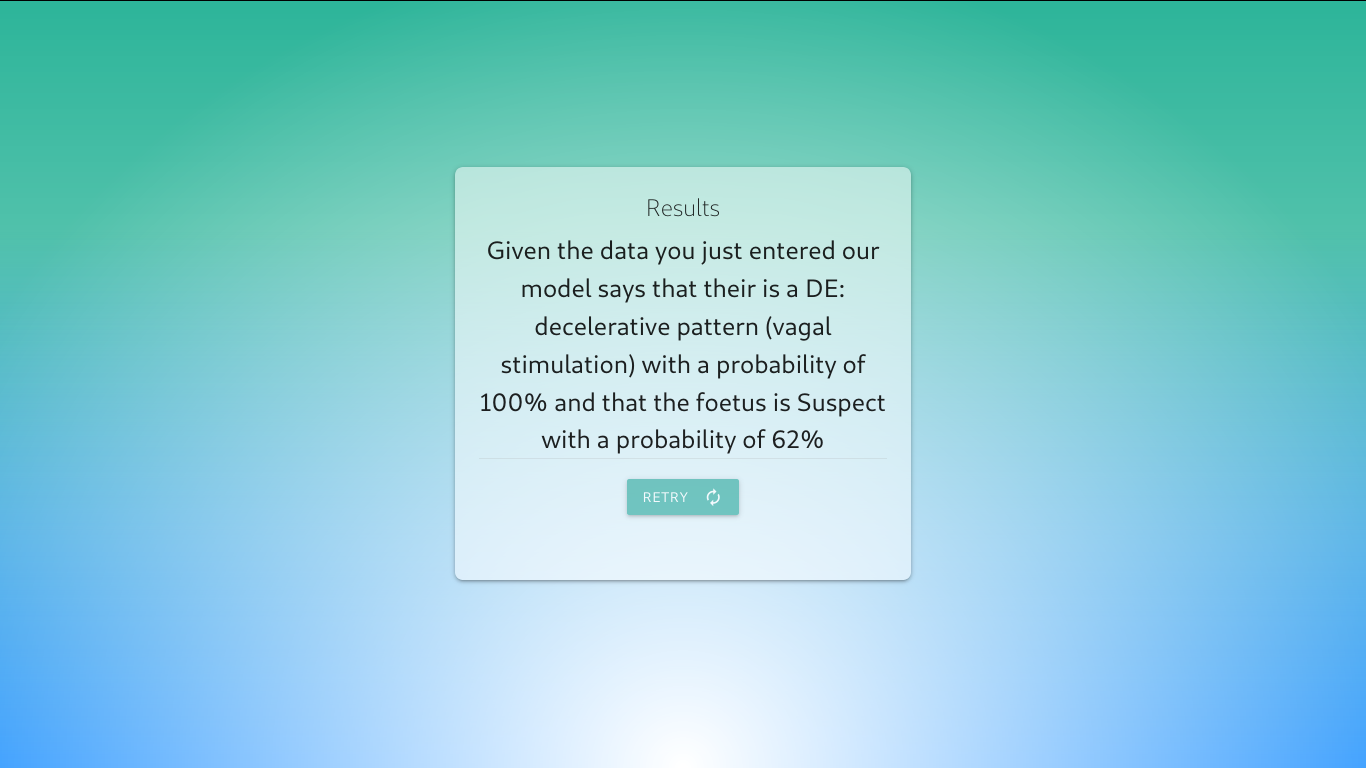 Results
Given the data you just entered our
model says that their is a DE:
decelerative pattern (vagal
stimulation) with a probability of
100% and that the foetus is Suspect
with a probability of 62%
RETRY